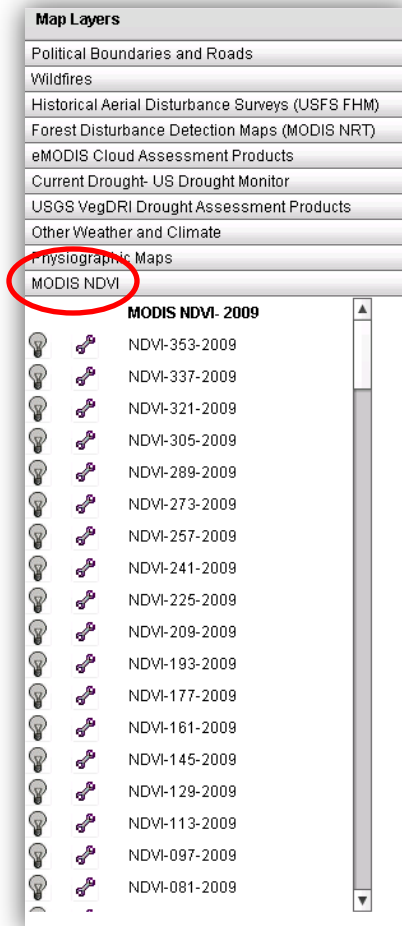 Map Layers
Political Boundaries and Roads
Wildfires
Historical Aerial Disturbance Surveys (USFS FHM)
Forest Disturbance Detection Maps (MODIS NRT)
eMODIS Cloud Assessment Products
Current Drought- US Drought Monitor
USGS VegDRI Drought Assessment Products
Other Weather and Climate
Physiographic Maps
MODIS NDVI
MODIS NDVI- 2009
NDVI-353-2009
NDVI-337-2009
NDVI-321-2009
NDVI-305-2009
NDVI-289-2009
NDVI-273-2009
NDVI-257-2009
NDVI-241-2009
NDVI-225-2009
NDVI-209-2009
NDVI-193-2009
NDVI-177-2009
NDVI-161-2009
NDVI-145-2009
NDVI-129-2009
NDVI-113-2009
NDVI-097-2009
NDVI-081-2009